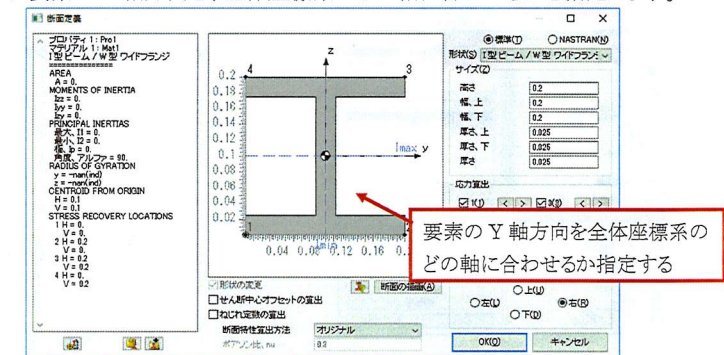 断面定義
プロパティ 1 : Pro1
マテリアル 1 : Mat1
I型ビーム/W型 ワイドフランジ
===============
AREA
A = 0.
MOMENTS OF INERTIA
Izz = 0.
Iyy = 0.
Izy = 0.
PRINCIPAL INERTIAS
最大, I1 = 0.
最小, I2 = 0.
極, Ip = 0.
角度, アルファ = 90.
RADIUS OF GYRATION
y = -nan(ind)
z = -nan(ind)
CENTROID FROM ORIGIN
H = 0.1
V = 0.1
STRESS RECOVERY LOCATIONS
1 H = 0.
V = 0.
2 H = 0.2
V = 0.
3 H = 0.2
V = 0.2
4 H = 0.
V = 0.2
z
4
3
0.2
0.18
0.16
0.14
0.12
0.1
Imax y
0.08
0.06
0.04
0.02
0.04 0.08 0.12 0.16
Imin
形状の変更
断面の描画(A)
せん断中心オフセットの算出
ねじれ定数の算出
断面特性算出方法 オリジナル
ポアソン比, nu 0.3
標準(T) NASTRAN(N)
形状(S) I型ビーム/W型 ワイドフランジ
サイズ(Z)
高さ 0.2
幅, 上 0.2
幅, 下 0.2
厚さ, 上 0.025
厚さ, 下 0.025
厚さ 0.025
応力算出
1(1) < > 3(3) < >
要素の Y 軸方向を全体座標系の
どの軸に合わせるか指定する
上(U)
左(L) 右(R)
下(D)
OK(O) キャンセル